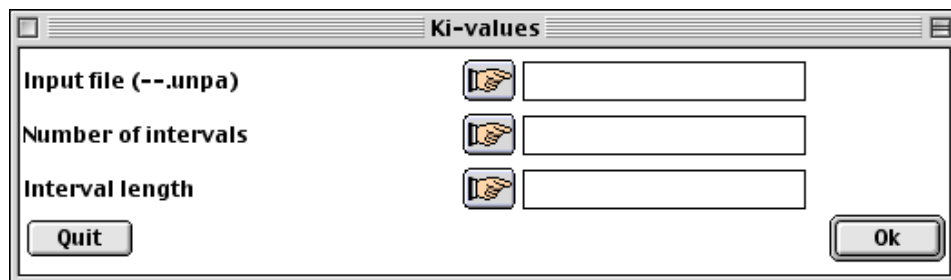 Ki-values
Input file (--.unpa)
Number of intervals
Interval length
Quit Ok